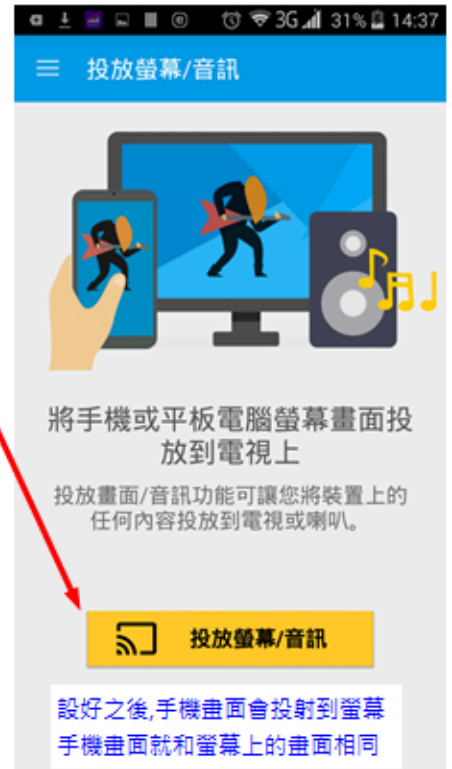 3G 31% 14:37
投放螢幕/音訊
將手機或平板電腦螢幕畫面投
放到電視上
投放畫面/音訊功能可讓您將裝置上的
任何內容投放到電視或喇叭。
投放螢幕/音訊
設好之後,手機畫面會投射到螢幕
手機畫面就和螢幕上的畫面相同